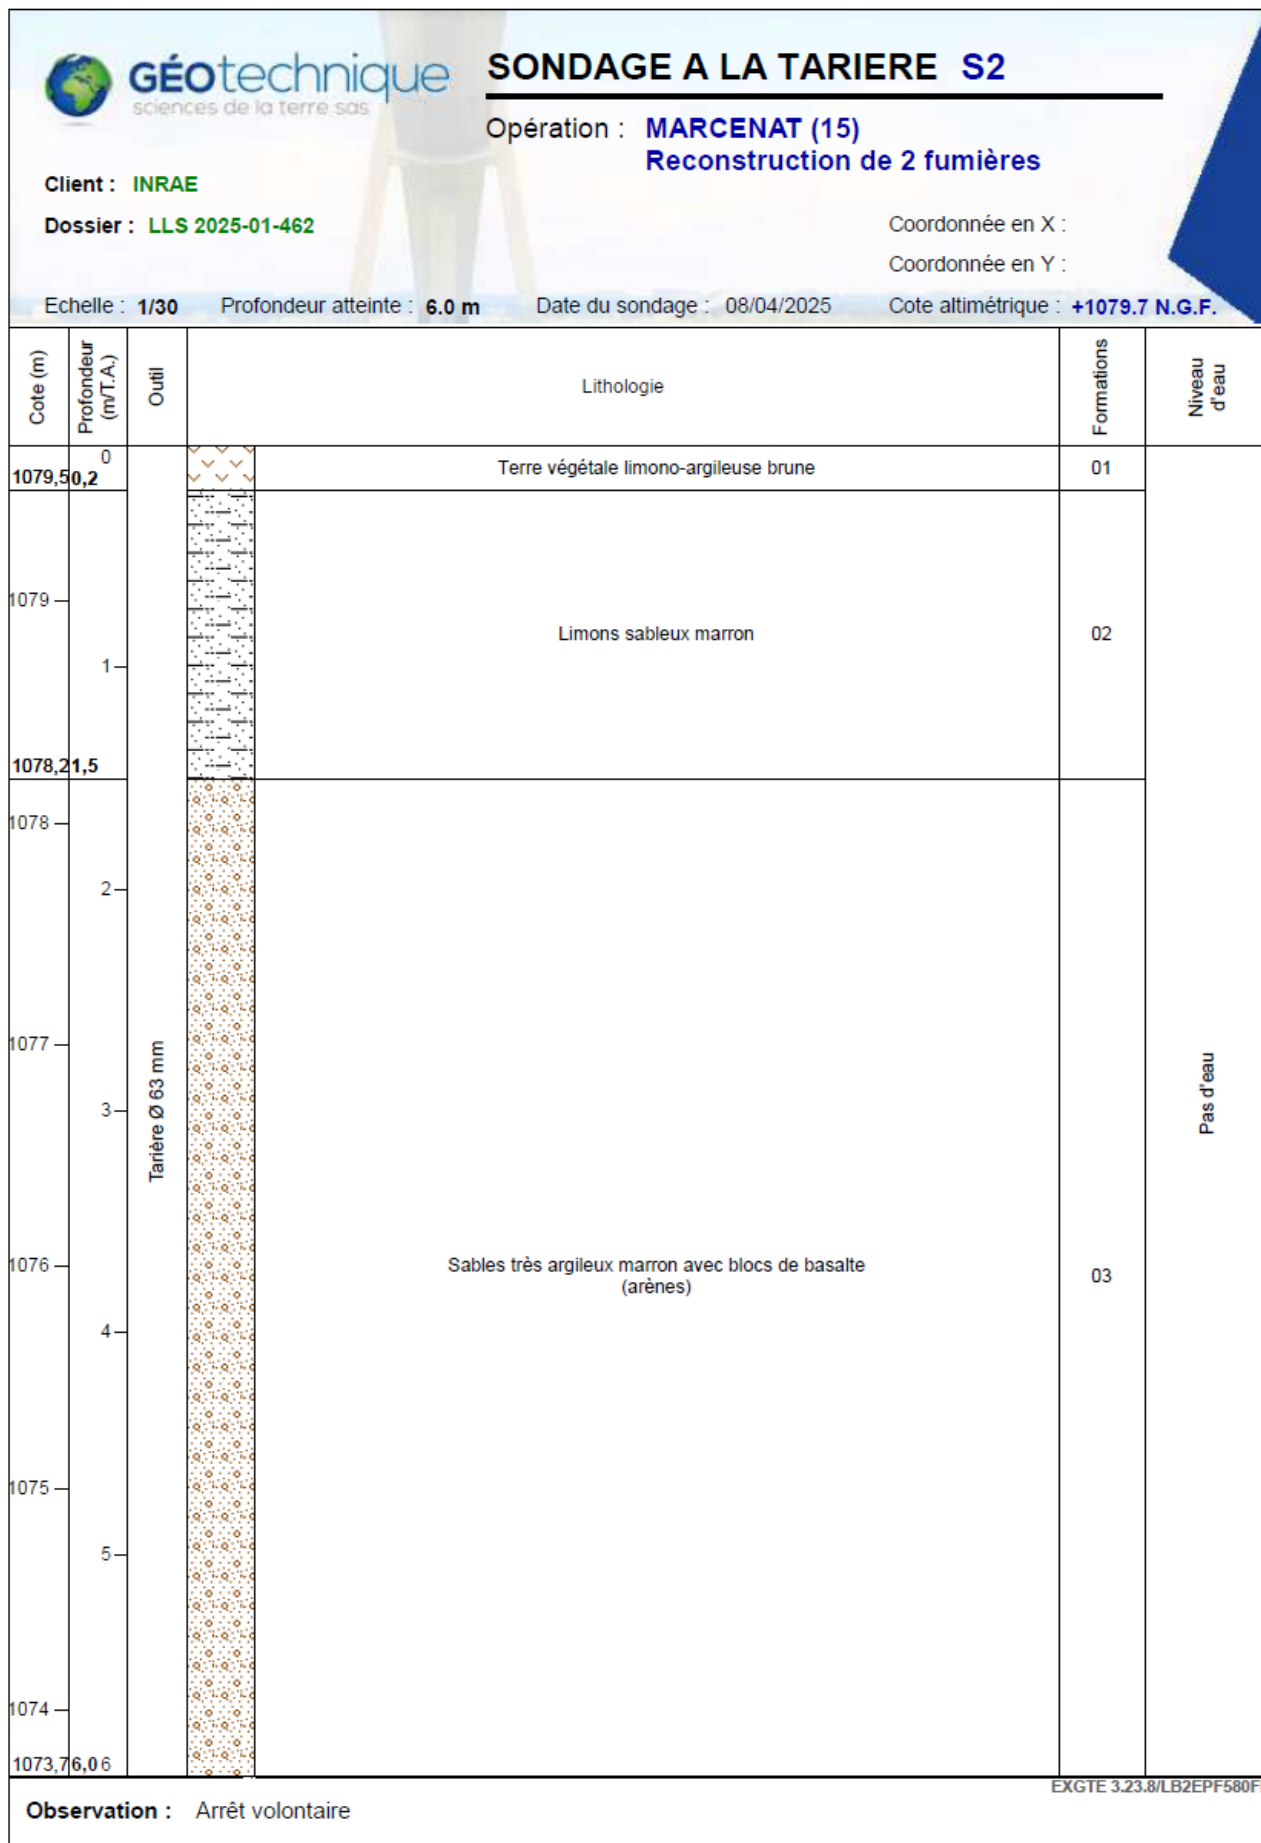 GÉOtechnique
sciences de la terre sas
SONDAGE A LA TARIERE S2
Opération : MARCENAT (15)
Reconstruction de 2 fumières
Client : INRAE
Dossier : LLS 2025-01-462
Coordonnée en X :
Coordonnée en Y :
Echelle : 1/30 Profondeur atteinte : 6.0 m Date du sondage : 08/04/2025 Cote altimétrique : +1079.7 N.G.F.
Cote (m)
Profondeur
(m/T.A.)
Outil
Lithologie
Formations
Niveau
d'eau
0
1079,5 0,2
Terre végétale limono-argileuse brune
01
1079
Limons sableux marron
02
1
1078,2 1,5
1078
2
1077
Tarière Ø 63 mm
Pas d'eau
3
1076
Sables très argileux marron avec blocs de basalte
(arènes)
03
4
1075
5
1074
1073,7 6,0 6
EXGTE 3.23.8/LB2EPF580F
Observation : Arrêt volontaire